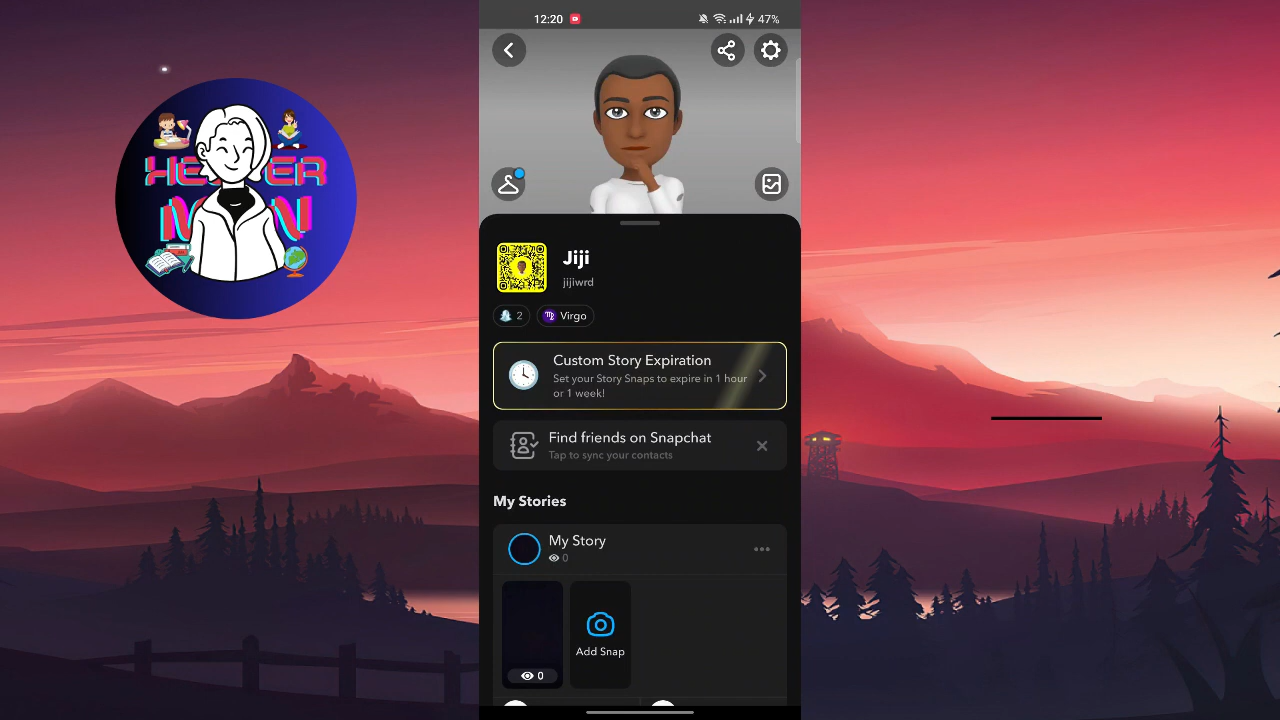 12:20
47%
Jiji
jijiwrd
2
Virgo
Custom Story Expiration
Set your Story Snaps to expire in 1 hour
or 1 week!
Find friends on Snapchat
Tap to sync your contacts
My Stories
My Story
0
Add Snap
0